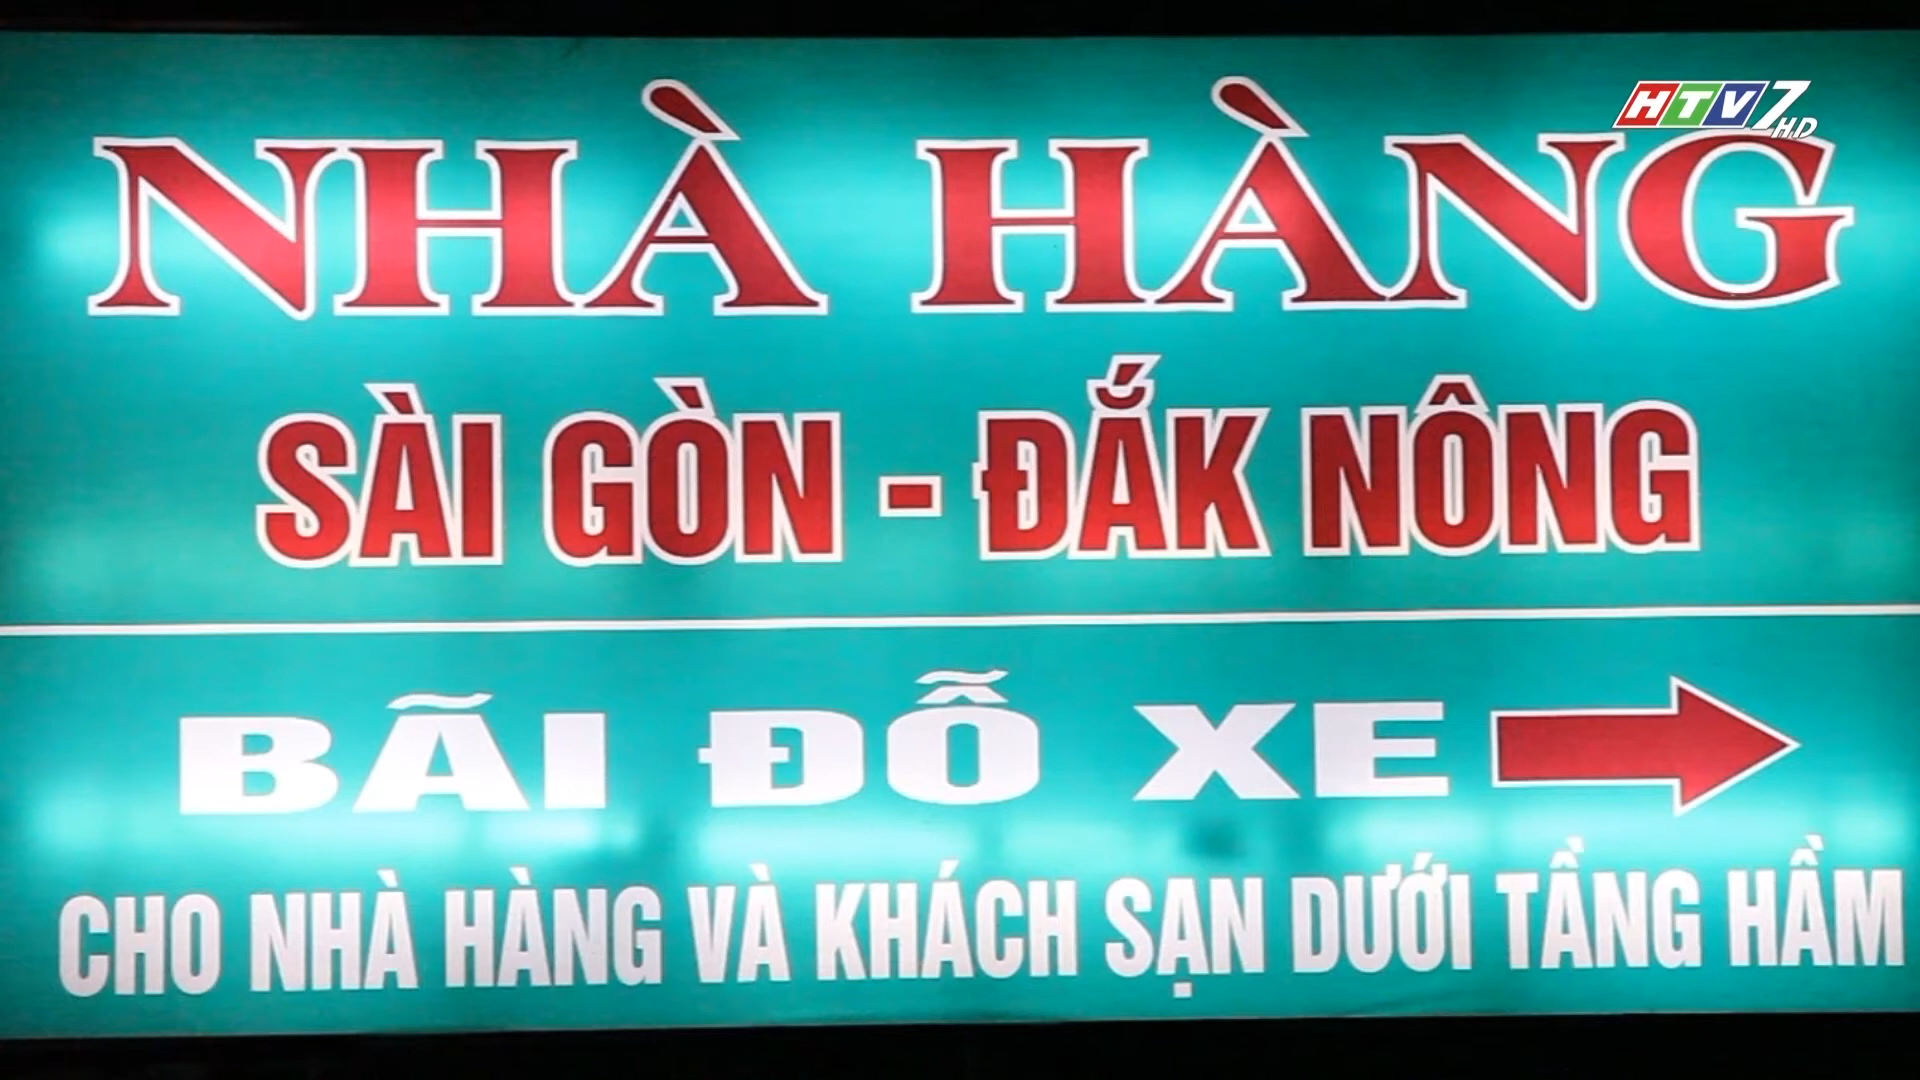 HTV7 HD
NHÀ HÀNG
SÀI GÒN - ĐẮK NÔNG
BÃI ĐỖ XE
CHO NHÀ HÀNG VÀ KHÁCH SẠN DƯỚI TẦNG HẦM